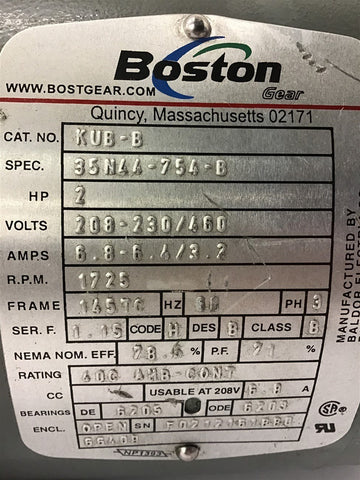 Boston
Gear
WWW.BOSTGEAR.COM
Quincy, Massachusetts 02171
CAT. NO. KUB-B
SPEC. 35N44-754-B
HP 2
VOLTS 208-230/460
AMPS 6.8-6.4/3.2
R.P.M. 1725
FRAME 145TC HZ 60 PH 3
SER. F. 1.15 CODE H DES B CLASS B
NEMA NOM. EFF. 78.5 % P.F. 71 %
RATING 40C AMB-CONT
CC USABLE AT 208V 6.8 A
BEARINGS DE 6205 ODE 6203
ENCL. OPEN SN
NP1393
MANUFACTURED BY
SA